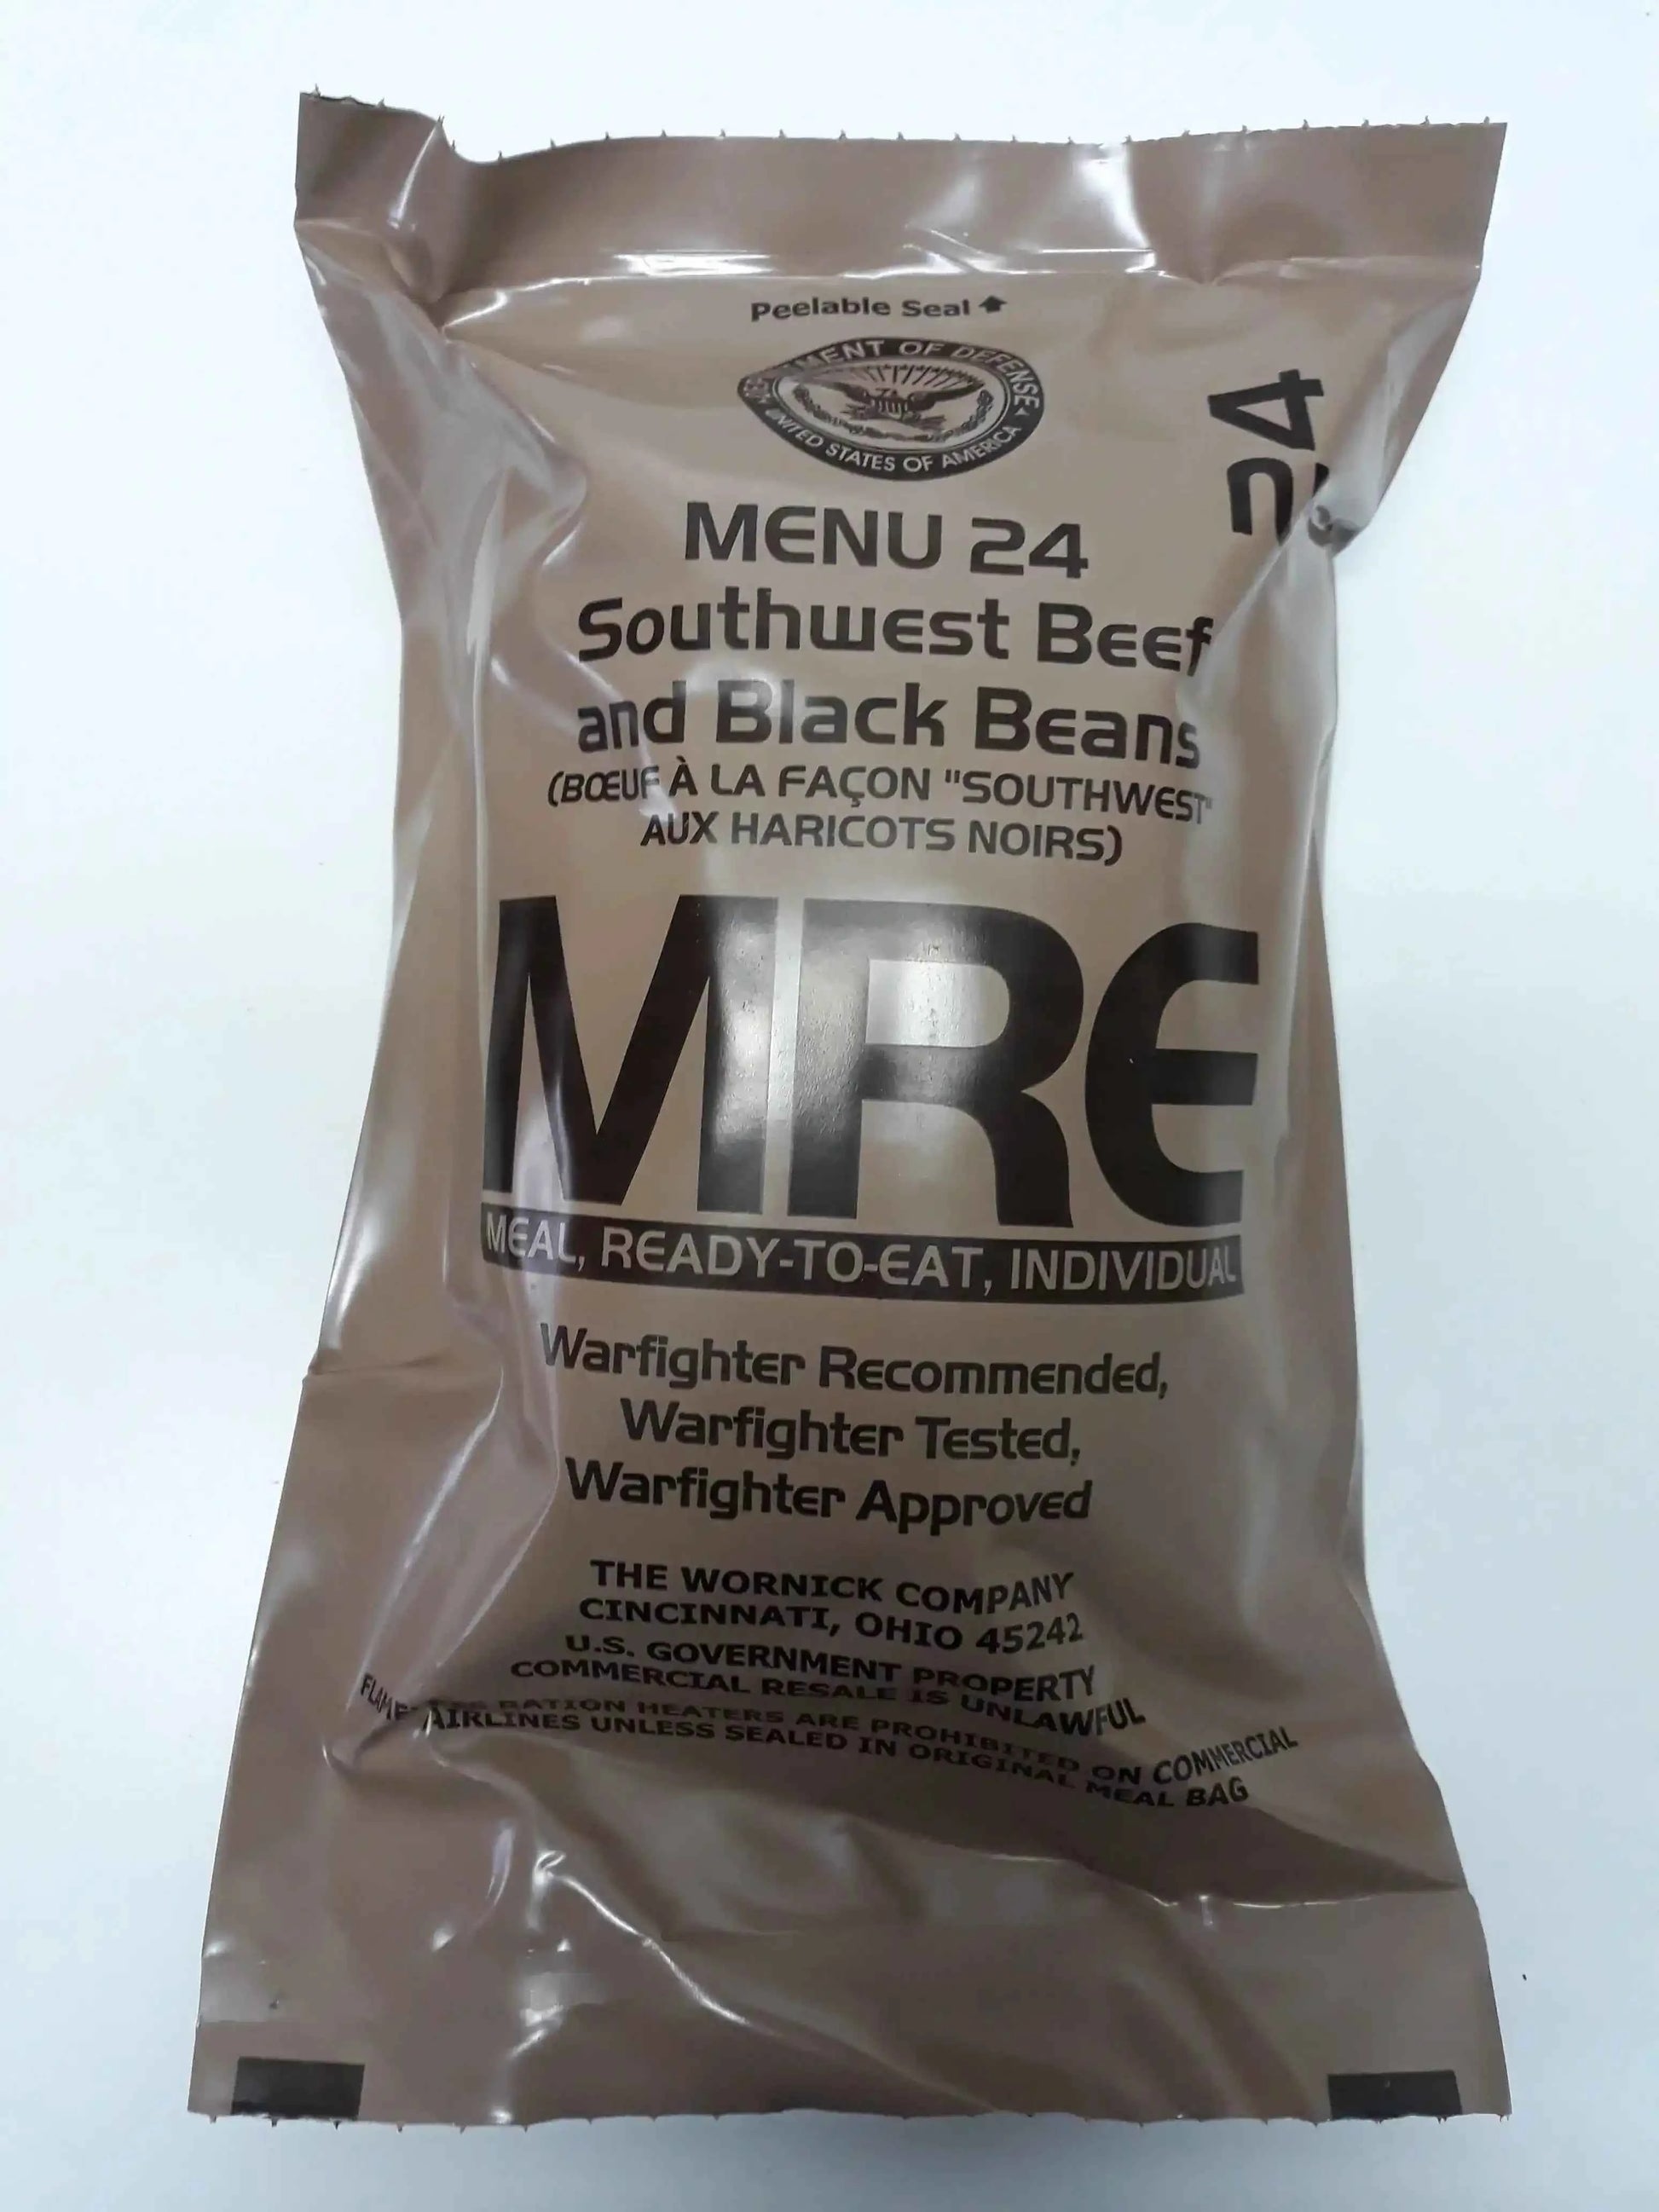 Peelable Seal
MENT OF DEFENSE
UNITED STATES OF AMERICA
24
MENU 24
Southwest Beef
and Black Beans
(BŒUF À LA FAÇON "SOUTHWEST"
AUX HARICOTS NOIRS)
MRE
MEAL, READY-TO-EAT, INDIVIDUAL
Warfighter Recommended,
Warfighter Tested,
Warfighter Approved
THE WORNICK COMPANY
CINCINNATI, OHIO 45242
U.S. GOVERNMENT PROPERTY
COMMERCIAL RESALE IS UNLAWFUL
RATION HEATERS ARE PROHIBITED ON COMMERCIAL
AIRLINES UNLESS SEALED IN ORIGINAL MEAL BAG